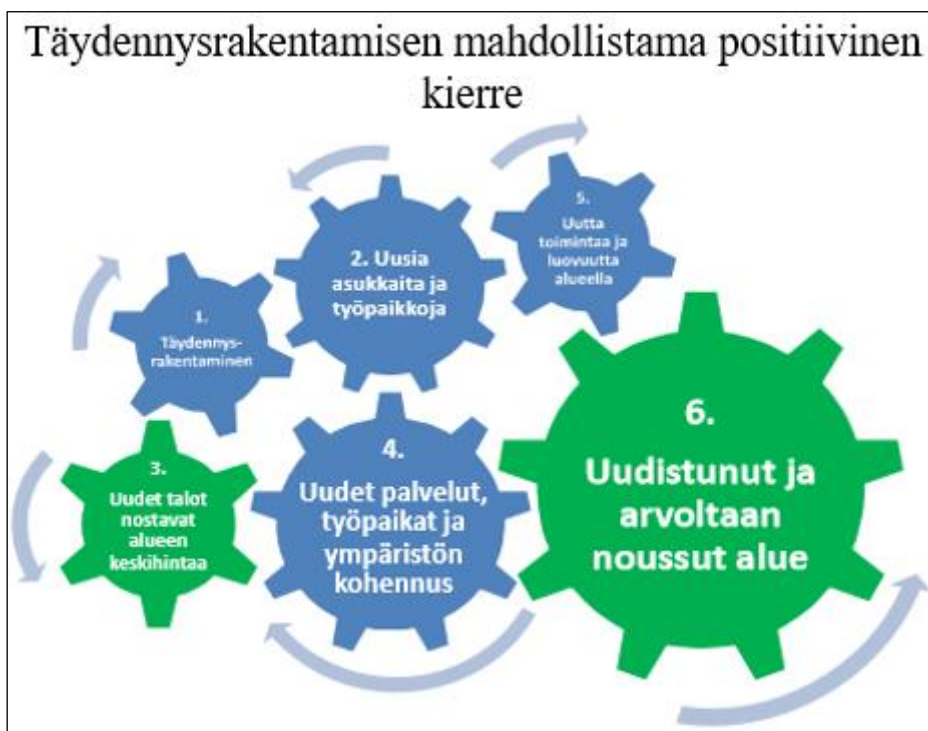 Täydennysrakentamisen mahdollistama positiivinen
kierre
1.
Täydennys-
rakentaminen
2. Uusia
asukkaita ja
työpaikkoja
3.
Uudet talot
nostavat
alueen
keskihintaa
4.
Uudet palvelut,
työpaikat ja
ympäristön
kohennus
5.
Uutta
toimintaa ja
luovuutta
alueella
6.
Uudistunut ja
arvoltaan
noussut alue